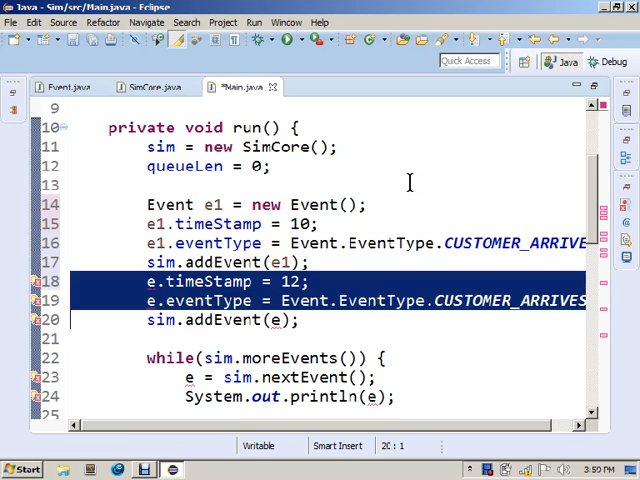 Java - Sim/src/Main.java - Eclipse
File Edit Source Refactor Navigate Search Project Run Window Help
Quick Access Java Debug
Event.java SimCore.java *Main.java
9
10 private void run() {
11 sim = new SimCore();
12 queueLen = 0;
13
14 Event e1 = new Event();
15 e1.timeStamp = 10;
16 e1.eventType = Event.EventType.CUSTOMER_ARRIVE
17 sim.addEvent(e1);
18 e.timeStamp = 12;
19 e.eventType = Event.EventType.CUSTOMER_ARRIVES
20 sim.addEvent(e);
21
22 while(sim.moreEvents()) {
23 e = sim.nextEvent();
24 System.out.println(e);
25
Writable Smart Insert 20 : 1
Start 3:59 PM